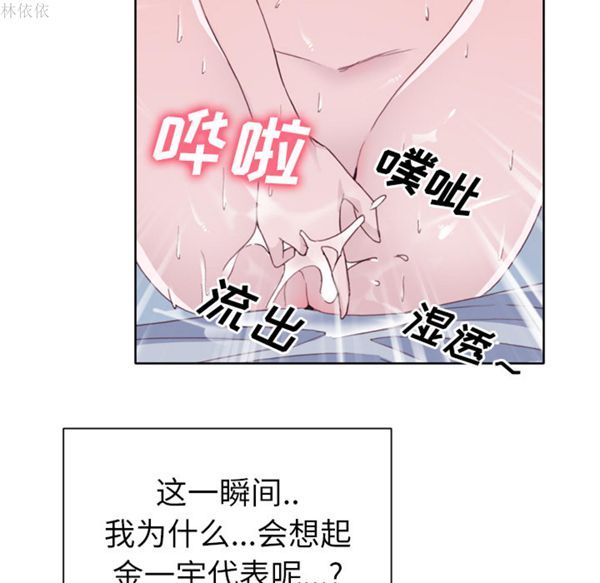 林依依
哗啦
噗呲
流出
湿透~
这一瞬间..
我为什么...会想起
金一宇代表呢...?